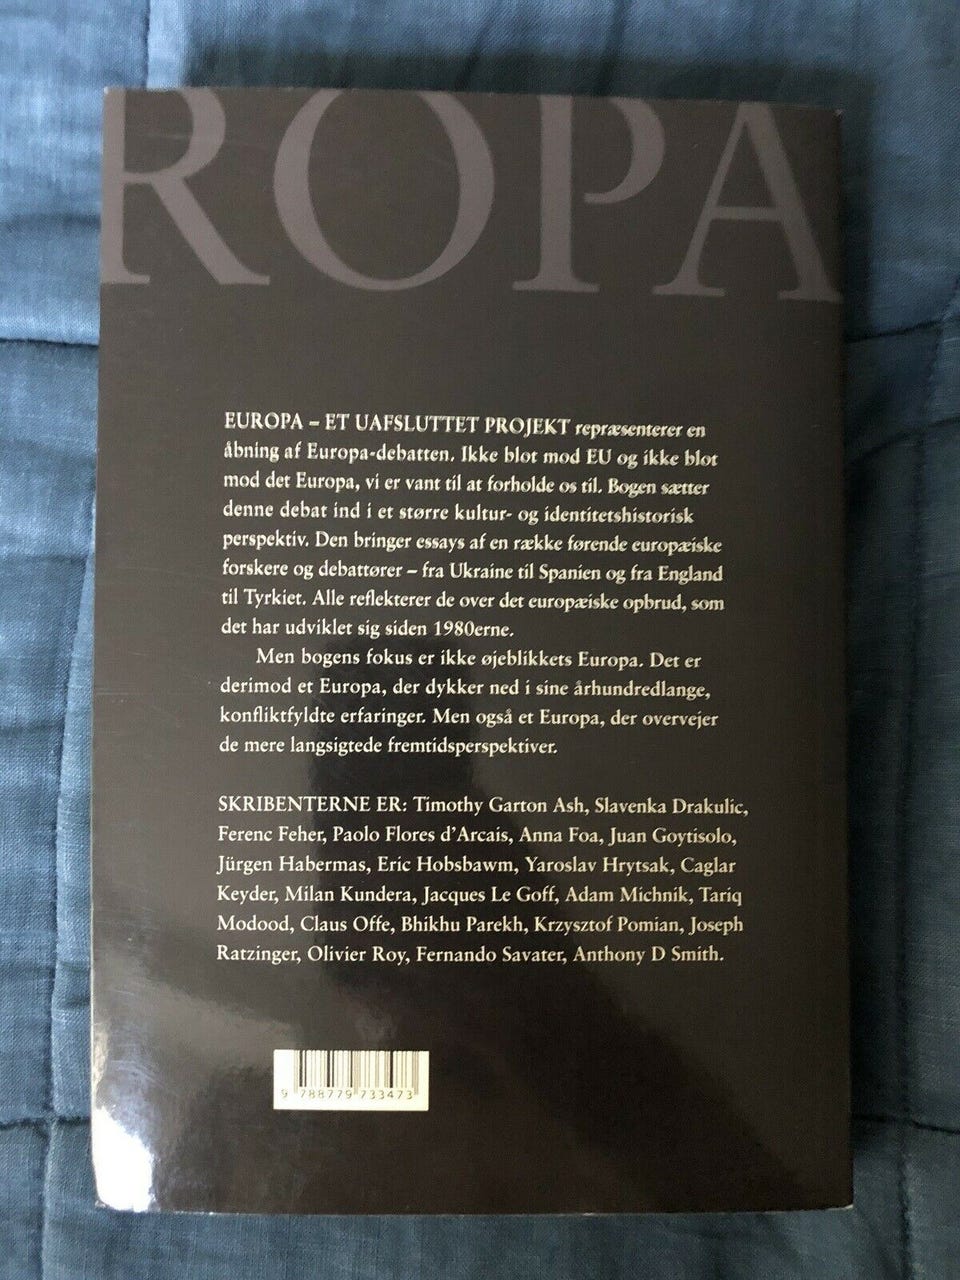 ROPA
EUROPA – ET UAFSLUTTET PROJEKT repræsenterer en
åbning af Europa-debatten. Ikke blot mod EU og ikke blot
mod det Europa, vi er vant til at forholde os til. Bogen sætter
denne debat ind i et større kultur- og identitetshistorisk
perspektiv. Den bringer essays af en række førende europæiske
forskere og debattører – fra Ukraine til Spanien og fra England
til Tyrkiet. Alle reflekterer de over det europæiske opbrud, som
det har udviklet sig siden 1980erne.
Men bogens fokus er ikke øjeblikkets Europa. Det er
derimod et Europa, der dykker ned i sine århundredlange,
konfliktfyldte erfaringer. Men også et Europa, der overvejer
de mere langsigtede fremtidsperspektiver.
SKRIBENTERNE ER: Timothy Garton Ash, Slavenka Drakulic,
Ferenc Feher, Paolo Flores d'Arcais, Anna Foa, Juan Goytisolo,
Jürgen Habermas, Eric Hobsbawm, Yaroslav Hrytsak, Caglar
Keyder, Milan Kundera, Jacques Le Goff, Adam Michnik, Tariq
Modood, Claus Offe, Bhikhu Parekh, Krzysztof Pomian, Joseph
Ratzinger, Olivier Roy, Fernando Savater, Anthony D Smith.
9 788779 733473